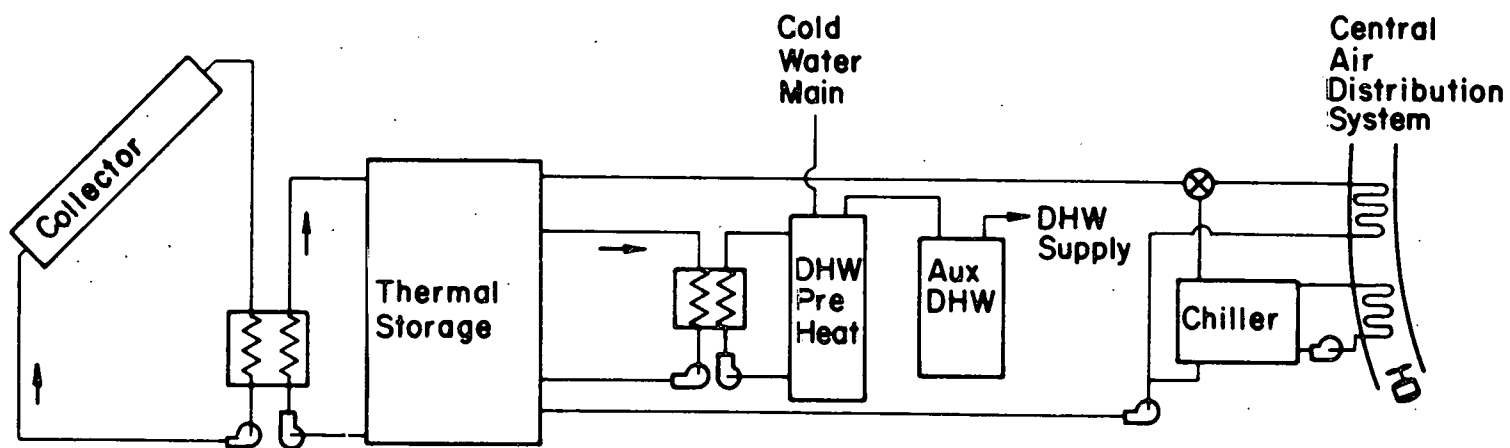 Cold
Water
Main
Central
Air
Distribution
System
Collector
Thermal
Storage
DHW
Pre
Heat
Aux
DHW
DHW
Supply
Chiller